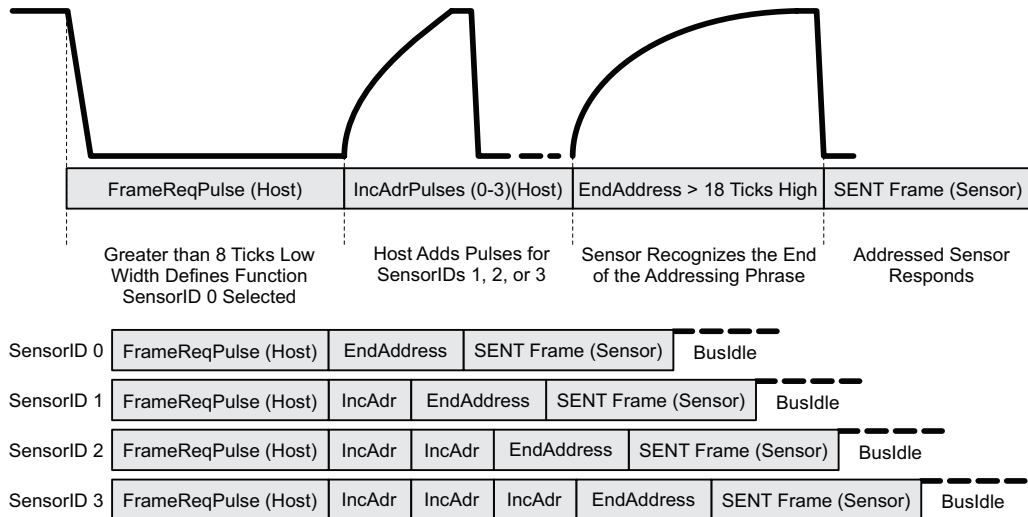 FrameReqPulse (Host) IncAdrPulses (0-3)(Host) EndAddress > 18 Ticks High SENT Frame (Sensor)
Greater than 8 Ticks Low
Width Defines Function
SensorID 0 Selected
Host Adds Pulses for
SensorIDs 1, 2, or 3
Sensor Recognizes the End
of the Addressing Phrase
Addressed Sensor
Responds
SensorID 0 FrameReqPulse (Host) EndAddress SENT Frame (Sensor) BusIdle
SensorID 1 FrameReqPulse (Host) IncAdr EndAddress SENT Frame (Sensor) BusIdle
SensorID 2 FrameReqPulse (Host) IncAdr IncAdr EndAddress SENT Frame (Sensor) BusIdle
SensorID 3 FrameReqPulse (Host) IncAdr IncAdr IncAdr EndAddress SENT Frame (Sensor) BusIdle